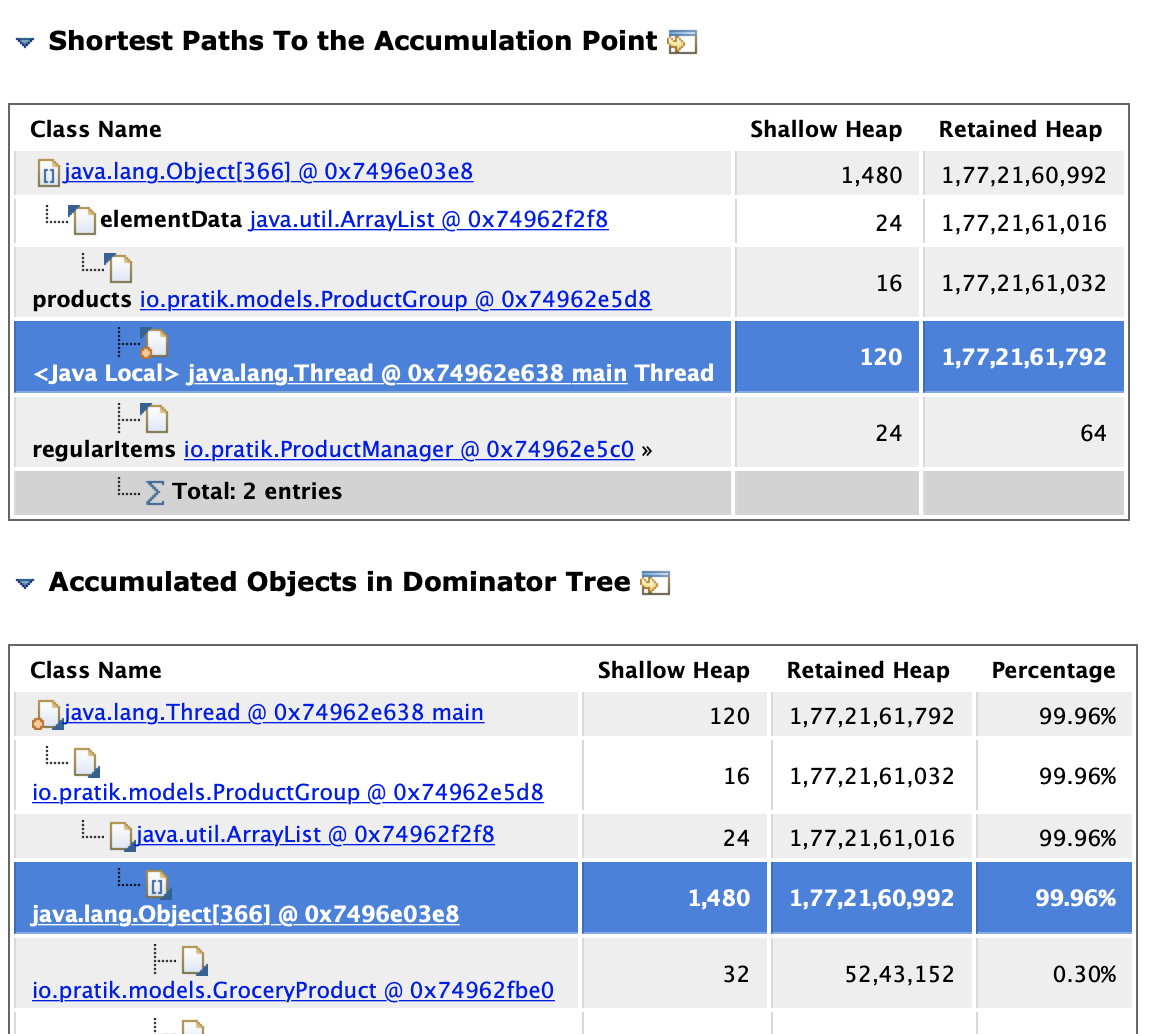 Shortest Paths To the Accumulation Point
Class Name Shallow Heap Retained Heap
java.lang.Object[366] @ 0x7496e03e8 1,480 1,77,21,60,992
elementData java.util.ArrayList @ 0x74962f2f8 24 1,77,21,61,016
products io.pratik.models.ProductGroup @ 0x74962e5d8 16 1,77,21,61,032
<Java Local> java.lang.Thread @ 0x74962e638 main Thread 120 1,77,21,61,792
regularItems io.pratik.ProductManager @ 0x74962e5c0 » 24 64
Total: 2 entries
Accumulated Objects in Dominator Tree
Class Name Shallow Heap Retained Heap Percentage
java.lang.Thread @ 0x74962e638 main 120 1,77,21,61,792 99.96%
io.pratik.models.ProductGroup @ 0x74962e5d8 16 1,77,21,61,032 99.96%
java.util.ArrayList @ 0x74962f2f8 24 1,77,21,61,016 99.96%
java.lang.Object[366] @ 0x7496e03e8 1,480 1,77,21,60,992 99.96%
io.pratik.models.GroceryProduct @ 0x74962fbe0 32 52,43,152 0.30%